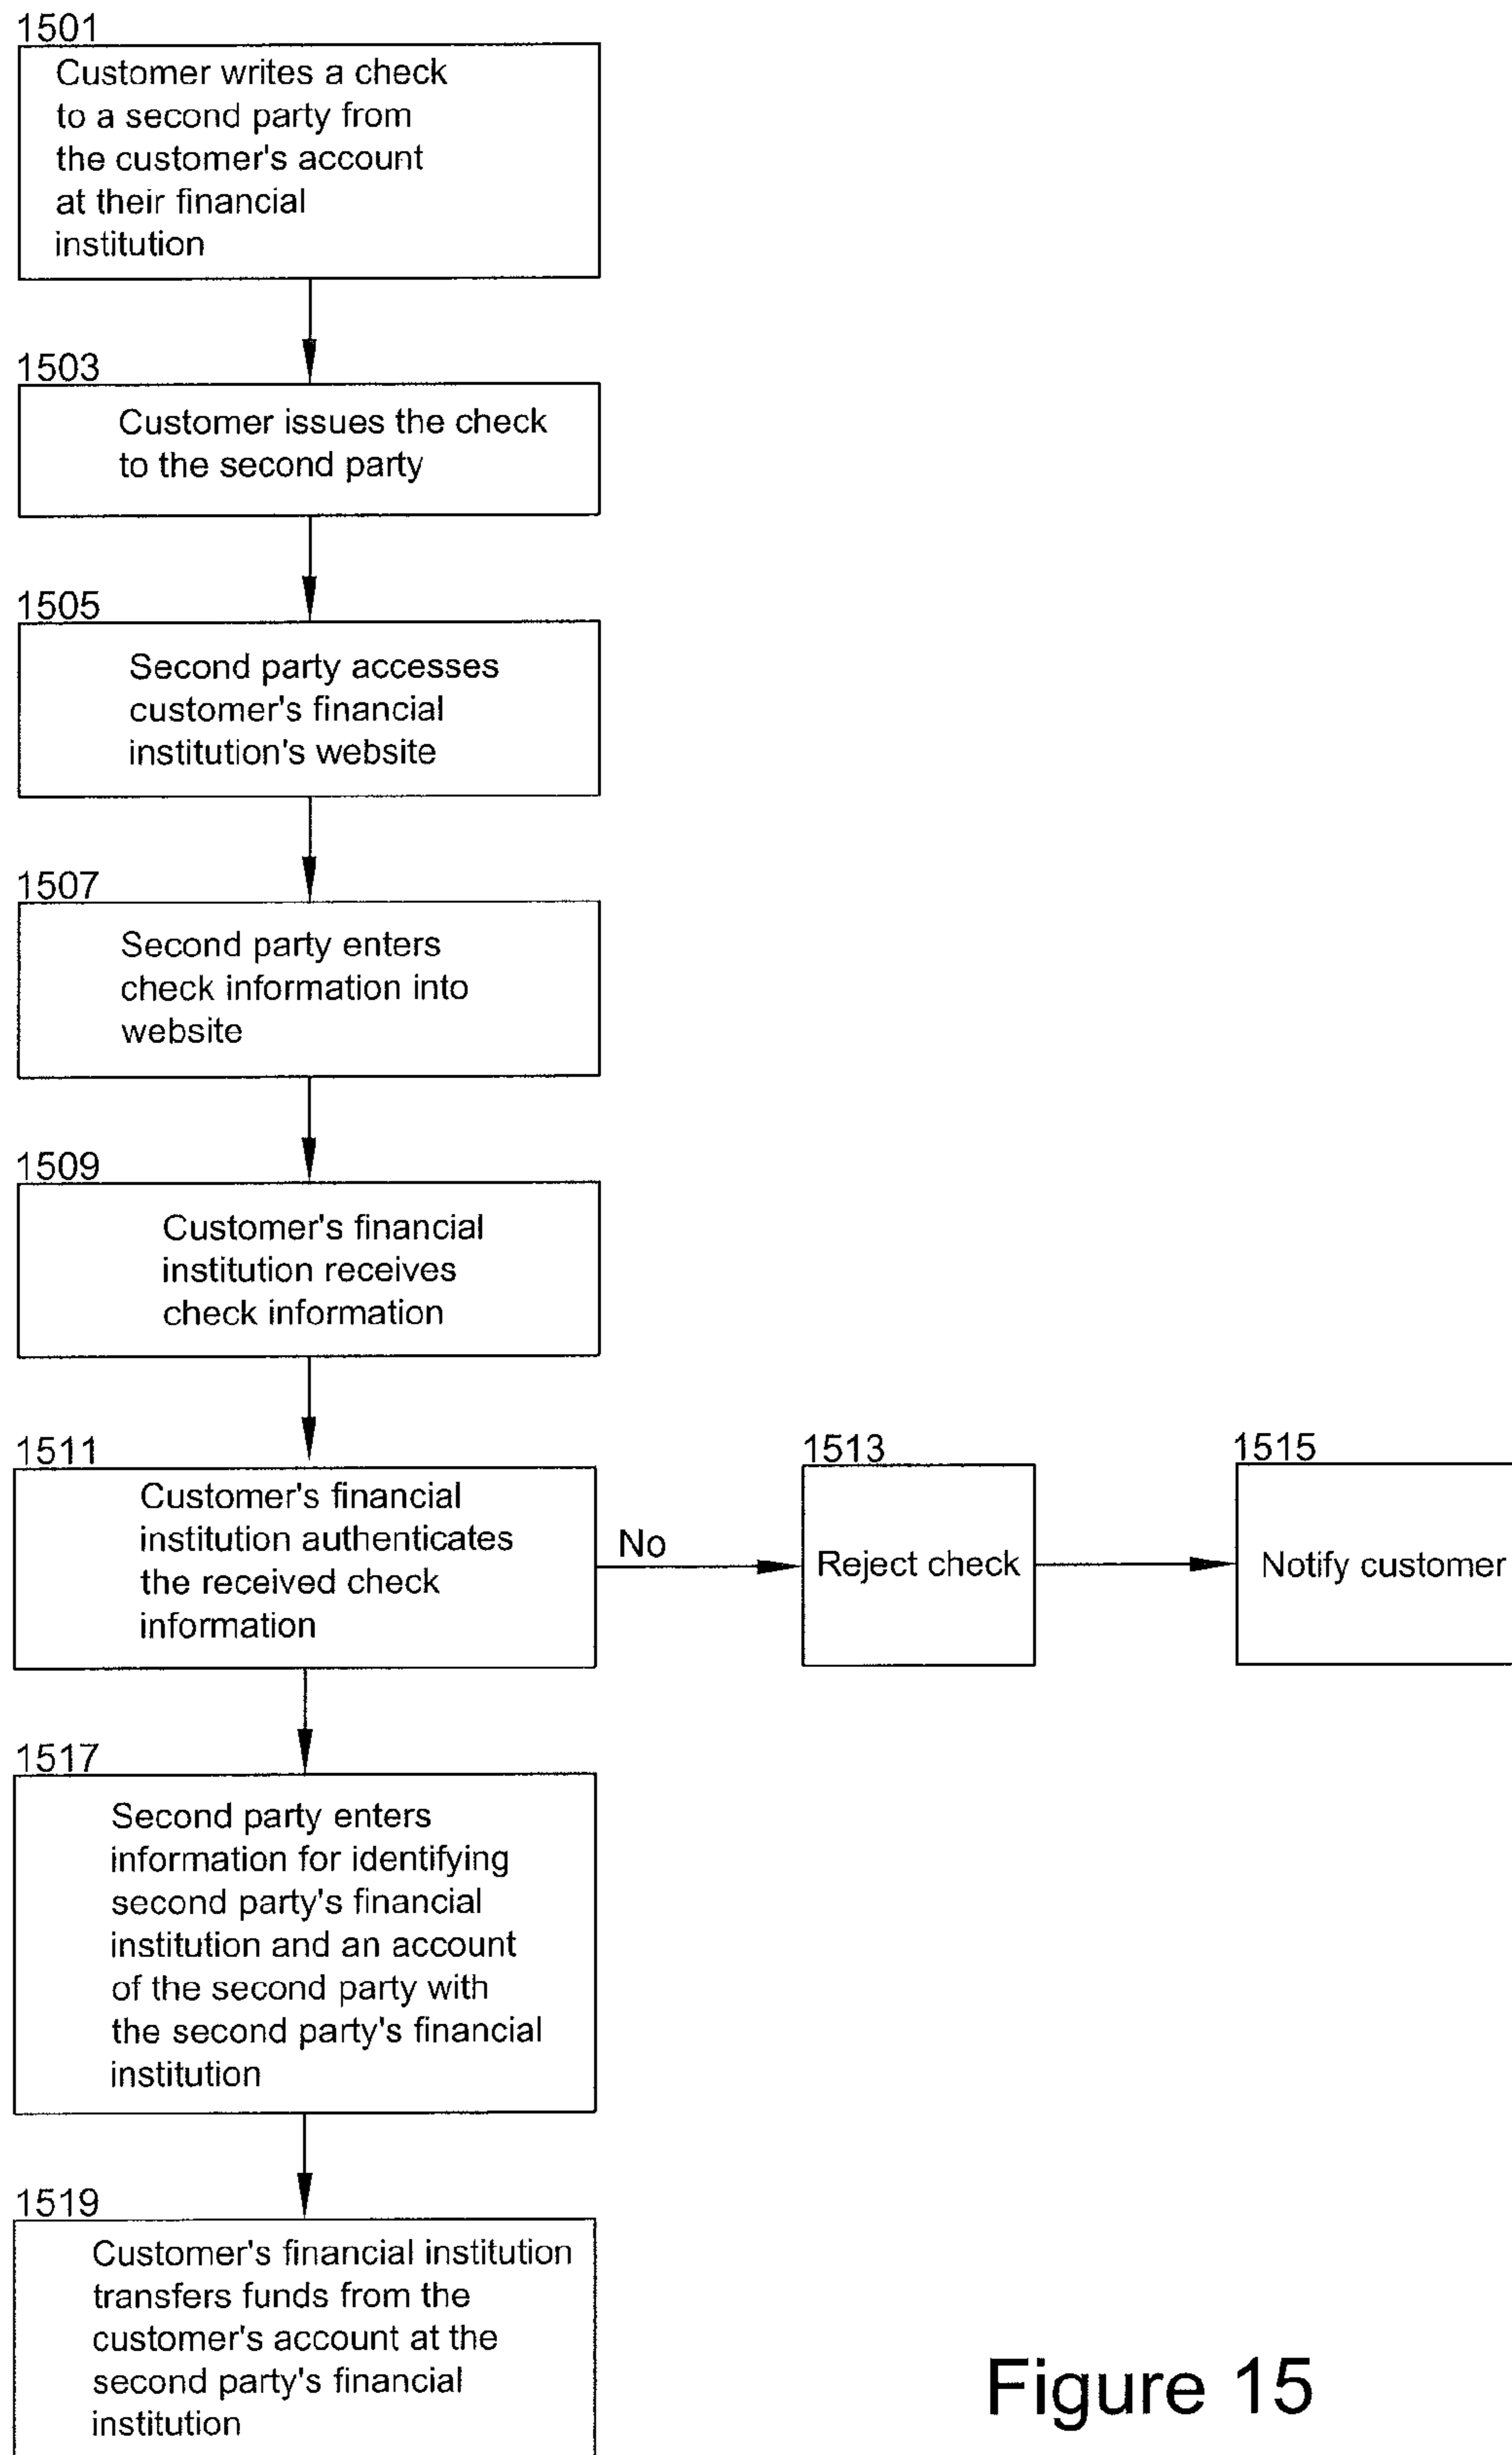 1501
Customer writes a check
to a second party from
the customer's account
at their financial
institution
1503
Customer issues the check
to the second party
1505
Second party accesses
customer's financial
institution's website
1507
Second party enters
check information into
website
1509
Customer's financial
institution receives
check information
1511
Customer's financial
institution authenticates
the received check
information
No
1513
Reject check
1515
Notify customer
1517
Second party enters
information for identifying
second party's financial
institution and an account
of the second party with
the second party's financial
institution
1519
Customer's financial institution
transfers funds from the
customer's account at the
second party's financial
institution
Figure 15